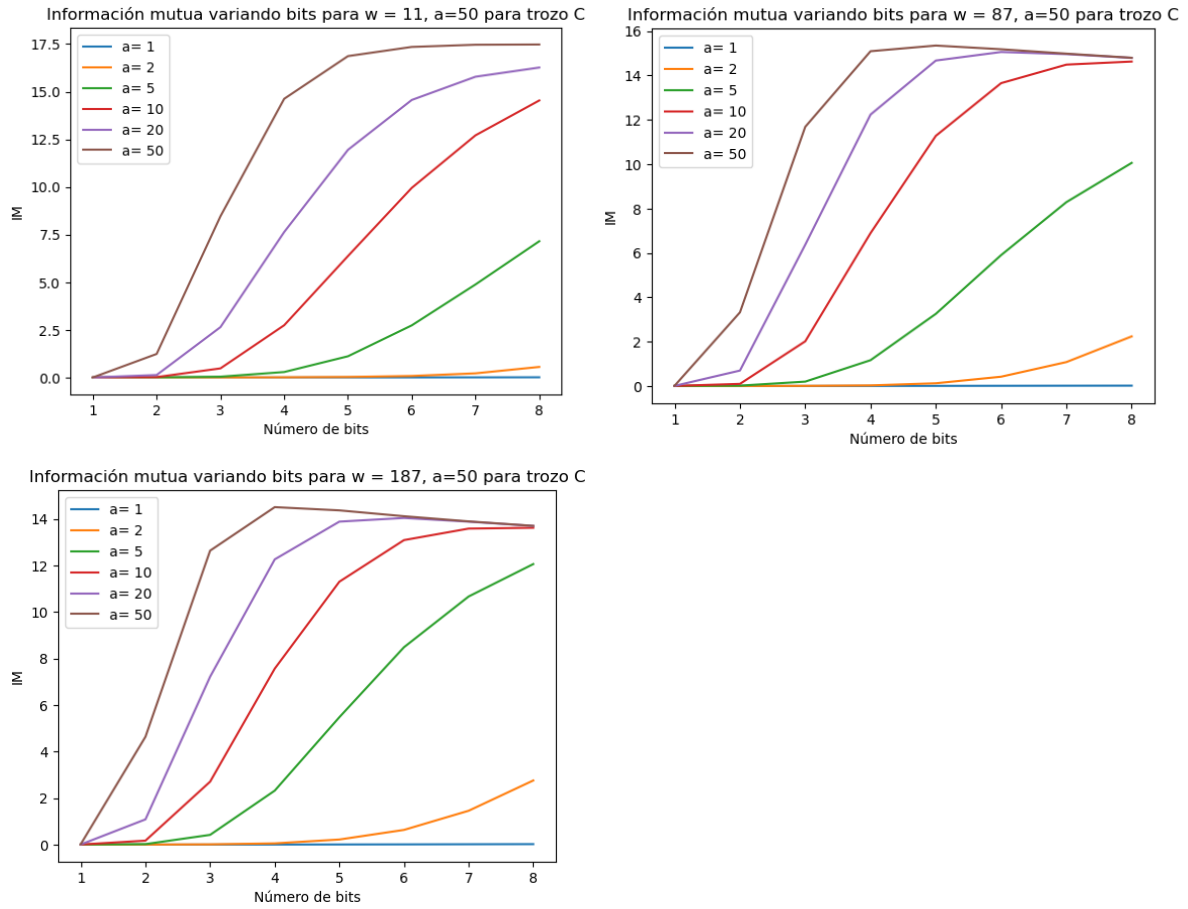 Información mutua variando bits para w = 11, a=50 para trozo C
17.5
15.0
12.5
10.0
7.5
5.0
2.5
0.0
IM
a= 1
a= 2
a= 5
a= 10
a= 20
a= 50
1 2 3 4 5 6 7 8
Número de bits
Información mutua variando bits para w = 87, a=50 para trozo C
16
14
12
10
8
6
4
2
0
IM
a= 1
a= 2
a= 5
a= 10
a= 20
a= 50
1 2 3 4 5 6 7 8
Número de bits
Información mutua variando bits para w = 187, a=50 para trozo C
14
12
10
8
6
4
2
0
IM
a= 1
a= 2
a= 5
a= 10
a= 20
a= 50
1 2 3 4 5 6 7 8
Número de bits